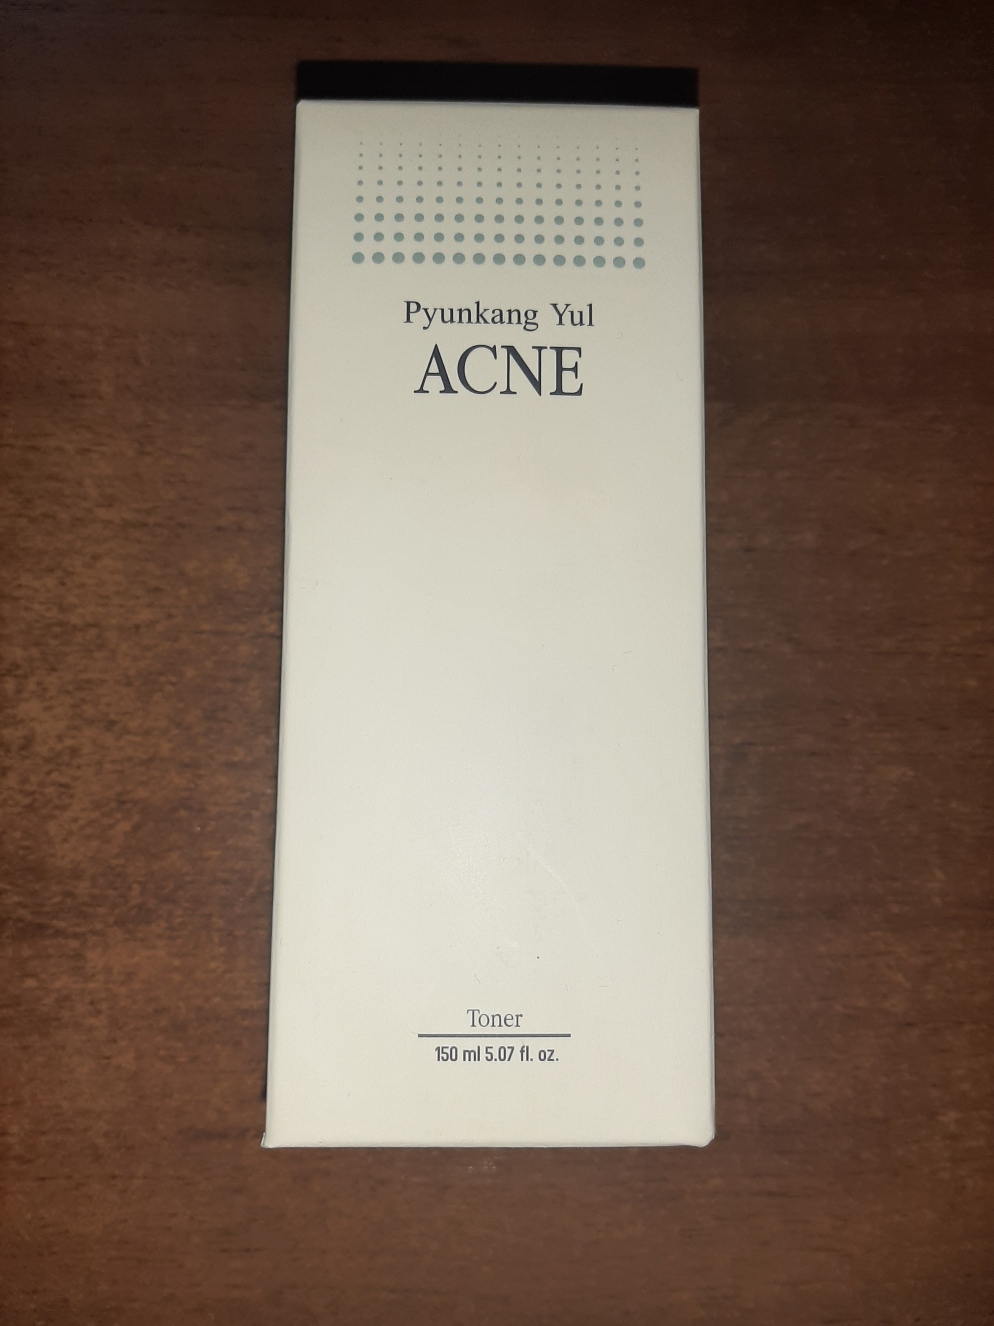 Pyunkang Yul
ACNE
Toner
150 ml 5.07 fl. oz.